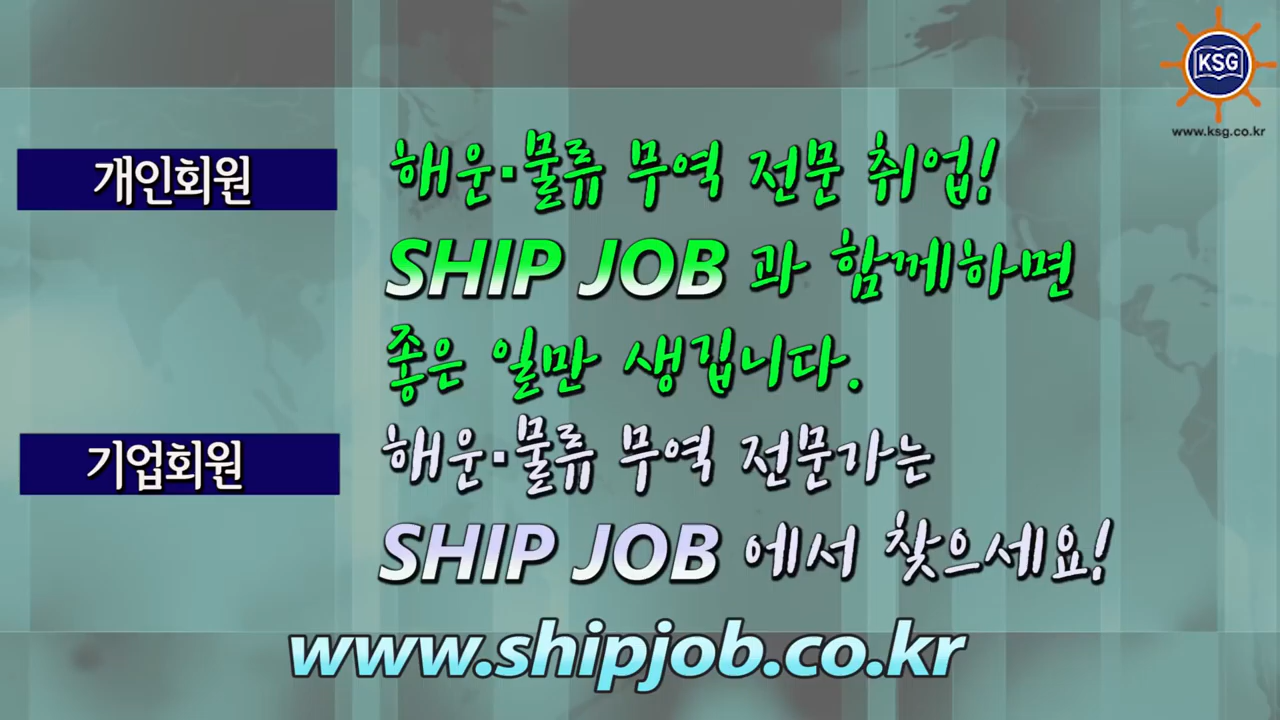 KSG
www.ksg.co.kr
개인회원
해운·물류 무역 전문 취업!
SHIP JOB 과 함께하면
좋은 일만 생깁니다.
기업회원
해운·물류 무역 전문가는
SHIP JOB 에서 찾으세요!
www.shipjob.co.kr